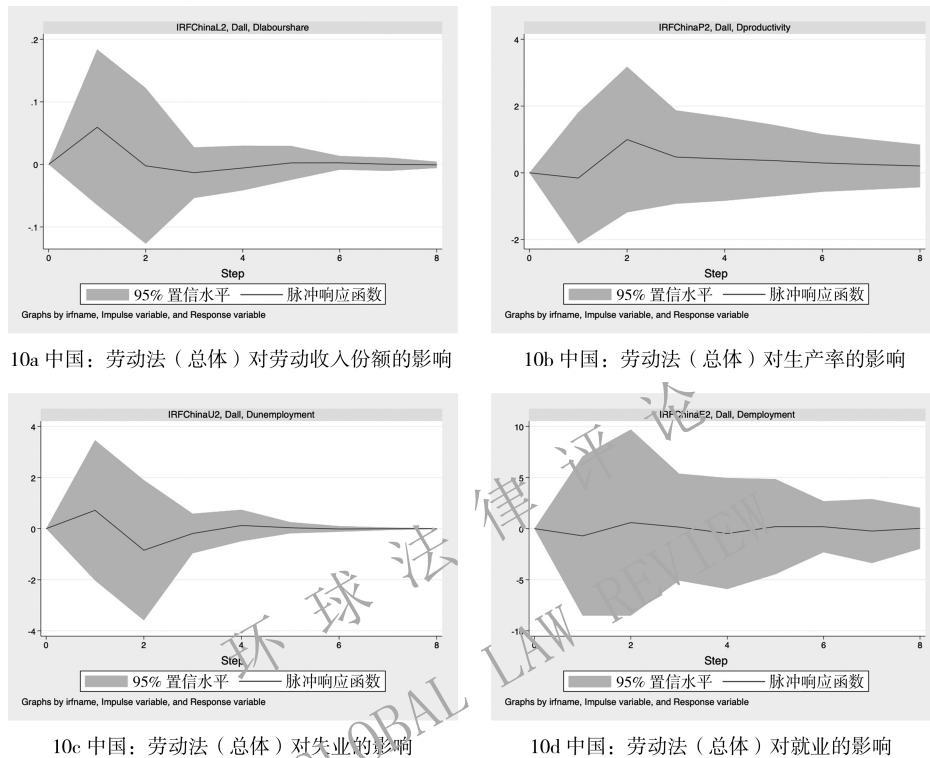 IRFChinaL2, Dall, Dlabourshare
.2
.1
0
-.1
0 2 4 6 8
Step
95% 置信水平 脉冲响应函数
Graphs by irfname, Impulse variable, and Response variable
10a 中国：劳动法（总体）对劳动收入份额的影响
IRFChinaP2, Dall, Dproductivity
4
2
0
-2
0 2 4 6 8
Step
95% 置信水平 脉冲响应函数
Graphs by irfname, Impulse variable, and Response variable
10b 中国：劳动法（总体）对生产率的影响
IRFChinaU2, Dall, Dunemployment
4
2
0
-2
-4
0 2 4 6 8
Step
95% 置信水平 脉冲响应函数
Graphs by irfname, Impulse variable, and Response variable
10c 中国：劳动法（总体）对失业的影响
IRFChinaE2, Dall, Demployment
10
5
0
-5
-10
0 2 4 6 8
Step
95% 置信水平 脉冲响应函数
Graphs by irfname, Impulse variable, and Response variable
10d 中国：劳动法（总体）对就业的影响
环球法律评论
GLOBAL LAW REVIEW